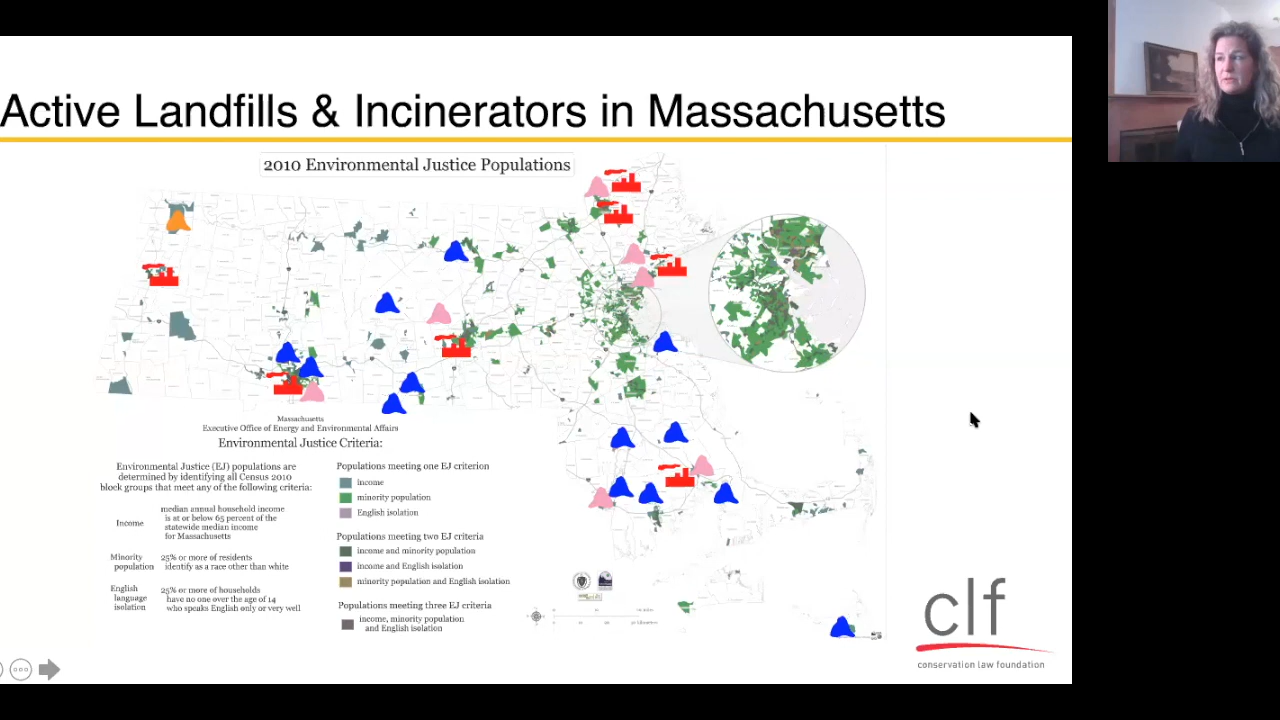 Active Landfills & Incinerators in Massachusetts
2010 Environmental Justice Populations
Massachusetts
Executive Office of Energy and Environmental Affairs
Environmental Justice Criteria:
Environmental Justice (EJ) populations are
determined by identifying all Census 2010
block groups that meet any of the following criteria:
Income
median annual household income
is at or below 65 percent of the
statewide median income
for Massachusetts
Minority
population
25% or more of residents
identify as a race other than white
English
language
isolation
25% or more of households
have no one over the age of 14
who speaks English only or very well
Populations meeting one EJ criterion
income
minority population
English isolation
Populations meeting two EJ criteria
income and minority population
income and English isolation
minority population and English isolation
Populations meeting three EJ criteria
income, minority population
and English isolation
clf
conservation law foundation